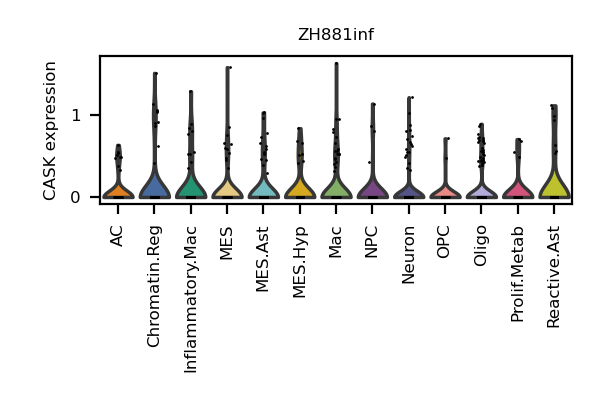 ZH881inf
CASK expression
1
0
AC
Chromatin.Reg
Inflammatory.Mac
MES
MES.Ast
MES.Hyp
Mac
NPC
Neuron
OPC
Oligo
Prolif.Metab
Reactive.Ast